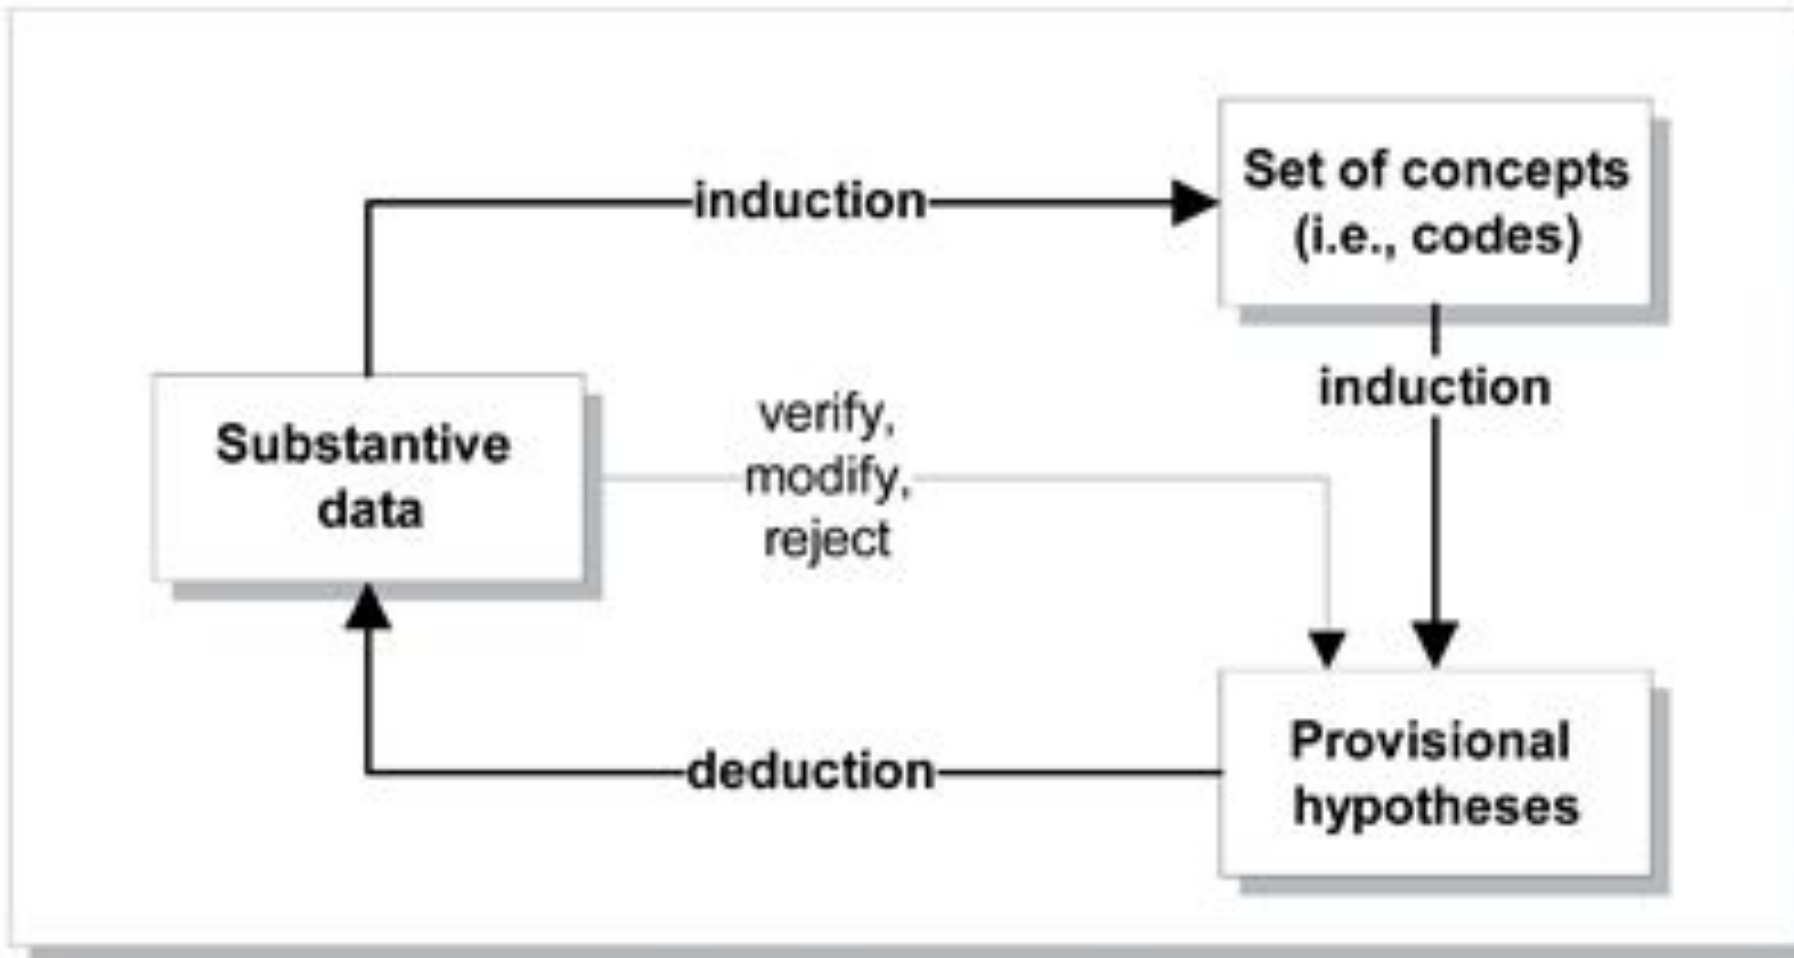 induction
Set of concepts
(i.e., codes)
induction
Substantive
data
verify,
modify,
reject
deduction
Provisional
hypotheses